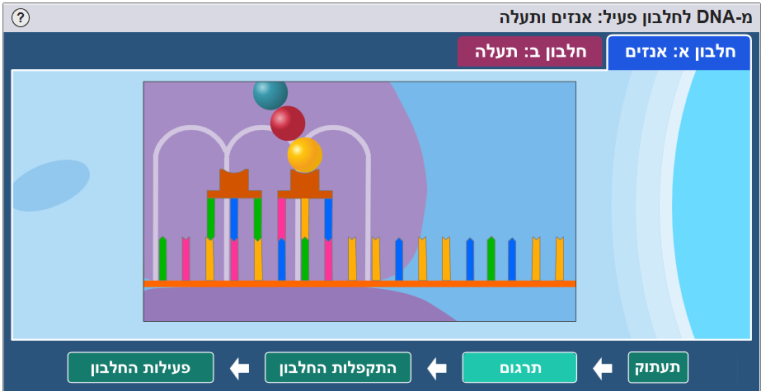 מ-DNA לחלבון פעיל: אנזים ותעלה
?
חלבון א: אנזים
חלבון ב: תעלה
תעתוק
תרגום
התקפלות החלבון
פעילות החלבון